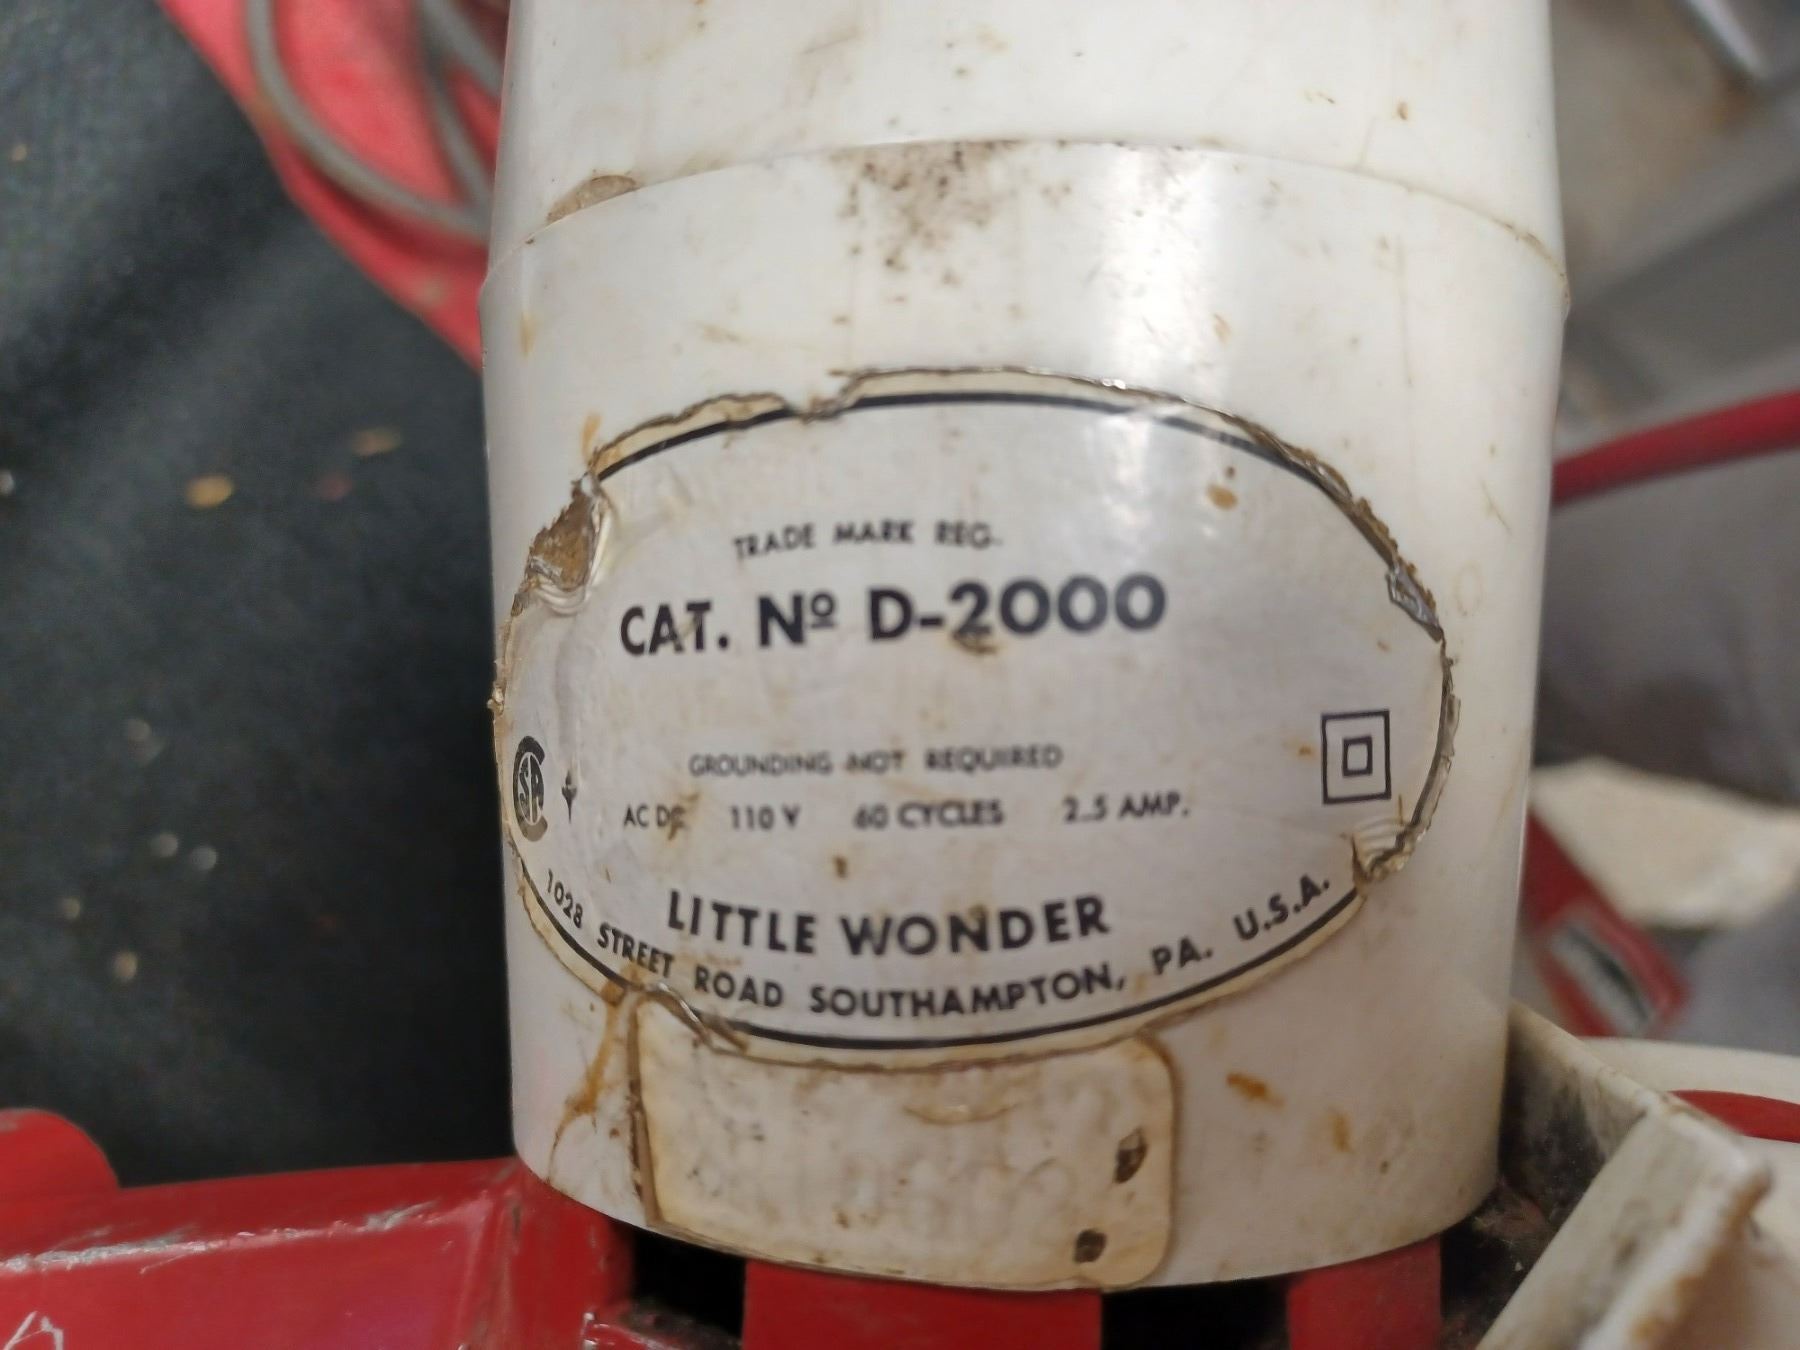 TRADE MARK REG.
CAT. Nº D-2000
GROUNDING NOT REQUIRED
AC DC 110 V 60 CYCLES 2.5 AMP.
LITTLE WONDER
1028 STREET ROAD SOUTHAMPTON, PA. U.S.A.